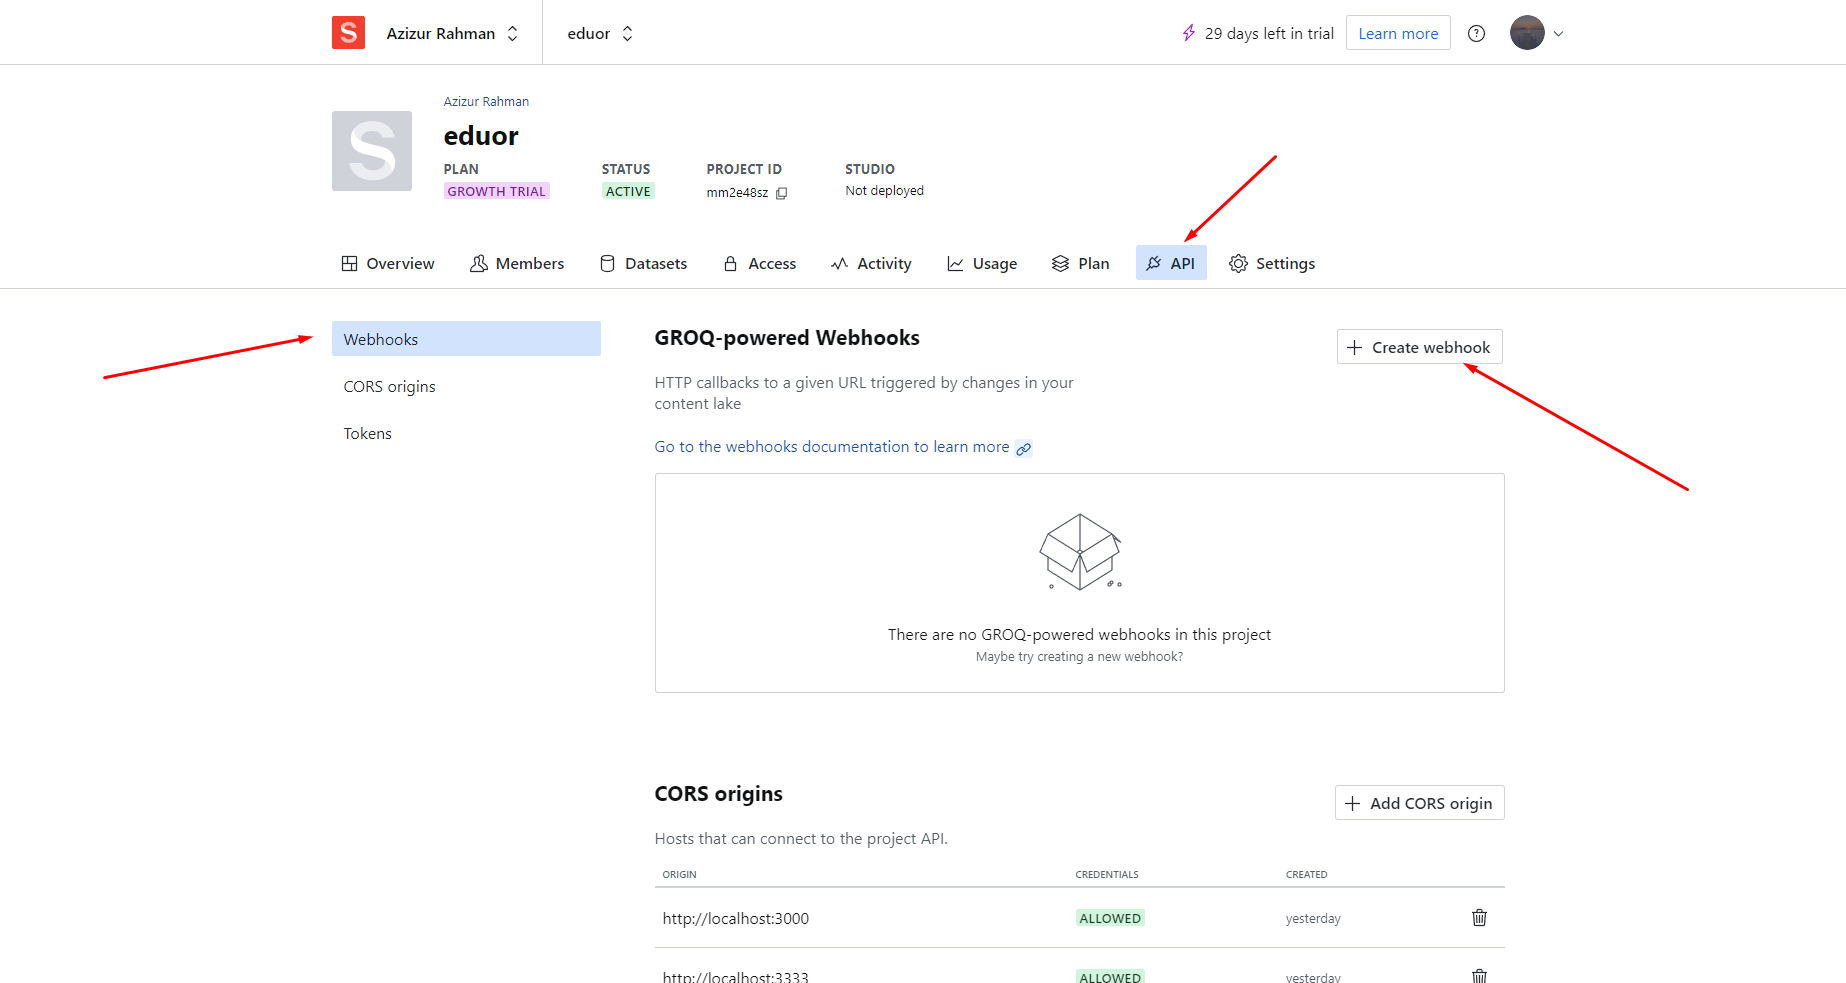 S Azizur Rahman eduor 29 days left in trial Learn more ?
Azizur Rahman
S
eduor
PLAN STATUS PROJECT ID STUDIO
GROWTH TRIAL ACTIVE mm2e48sz Not deployed
Overview Members Datasets Access Activity Usage Plan API Settings
Webhooks
CORS origins
Tokens
GROQ-powered Webhooks
Create webhook
HTTP callbacks to a given URL triggered by changes in your
content lake
Go to the webhooks documentation to learn more
There are no GROQ-powered webhooks in this project
Maybe try creating a new webhook?
CORS origins
Add CORS origin
Hosts that can connect to the project API.
ORIGIN CREDENTIALS CREATED
http://localhost:3000 ALLOWED yesterday
http://localhost:3333 ALLOWED yesterday